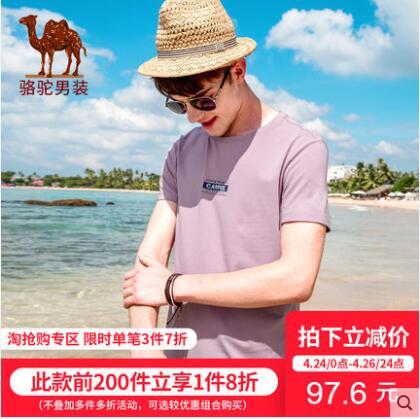 骆驼男装
CAMEL
淘抢购专区 限时单笔3件7折
此款前200件立享1件8折
(不叠加多件多折活动，可选较优惠组合购买)
拍下立减价
4.24/0点-4.26/24点
97.6 元